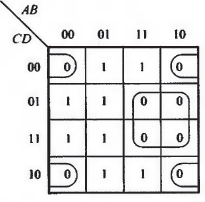 AB
CD
00 01 11 10
00 0 1 1 0
01 1 1 0 0
11 1 1 0 0
10 0 1 1 0